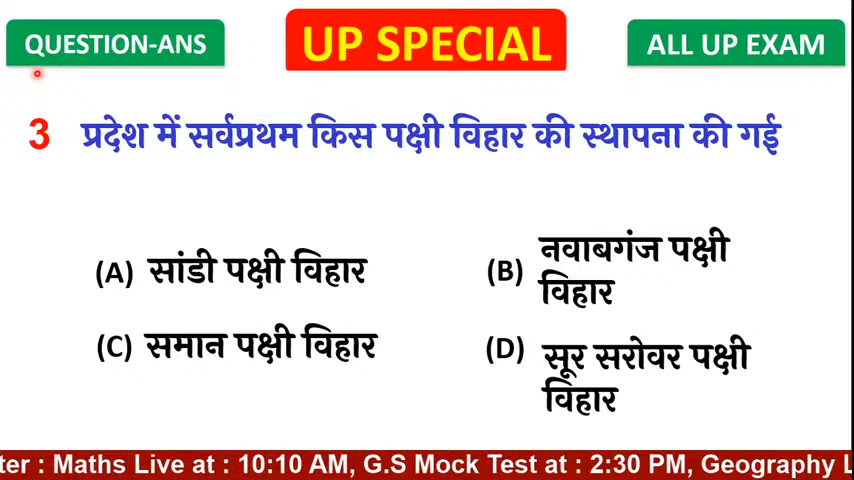 QUESTION-ANS
UP SPECIAL
ALL UP EXAM
3 प्रदेश में सर्वप्रथम किस पक्षी विहार की स्थापना की गई
(A) सांडी पक्षी विहार
(B) नवाबगंज पक्षी
विहार
(C) समान पक्षी विहार
(D) सूर सरोवर पक्षी
विहार
ter : Maths Live at : 10:10 AM, G.S Mock Test at : 2:30 PM, Geography L